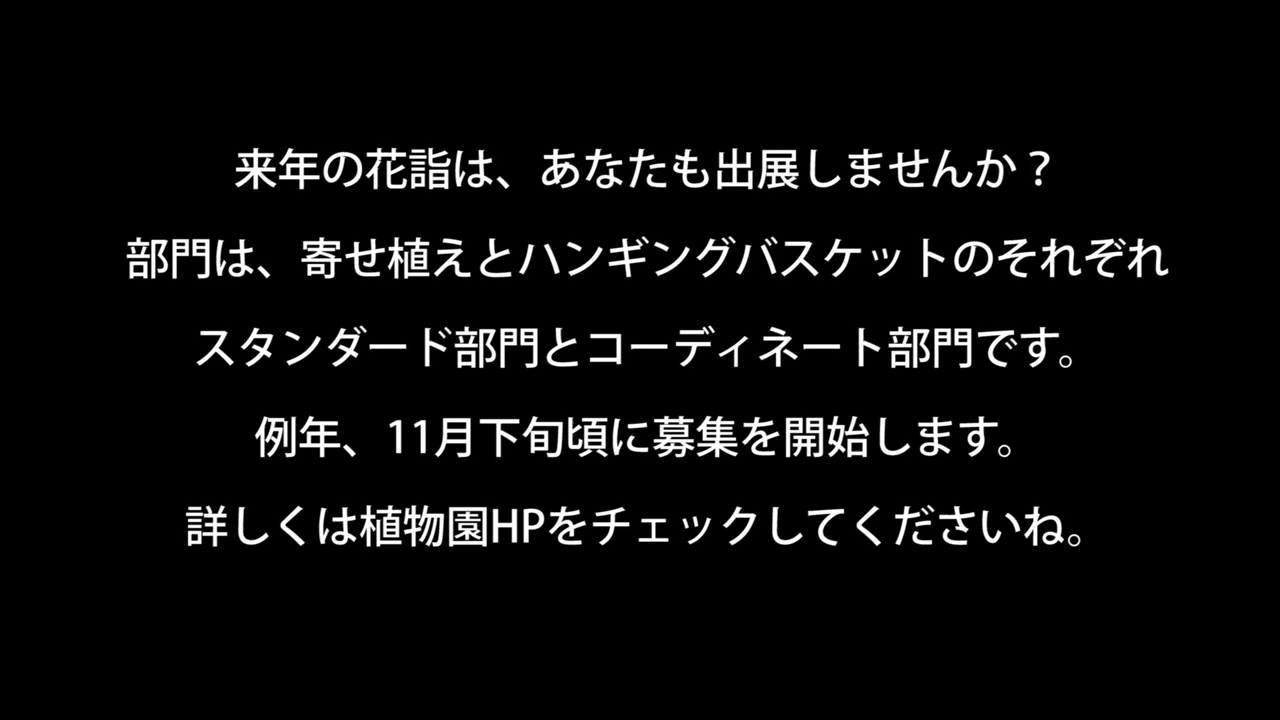 来年の花詣は、あなたも出展しませんか？
部門は、寄せ植えとハンギングバスケットのそれぞれ
スタンダード部門とコーディネート部門です。
例年、11月下旬頃に募集を開始します。
詳しくは植物園HPをチェックしてくださいね。